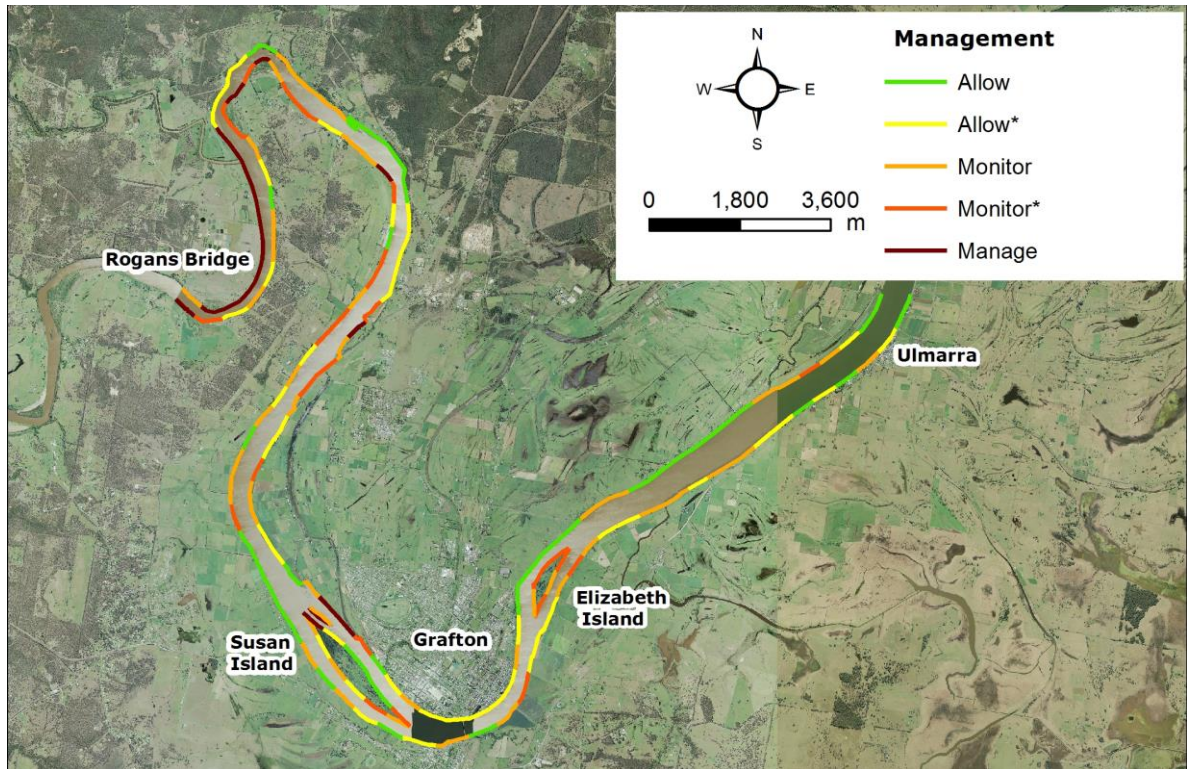 Management
N
W
E
S
Allow
Allow*
Monitor
Monitor*
Manage
0 1,800 3,600
m
Rogans Bridge
Ulmarra
Elizabeth
Island
Grafton
Susan
Island